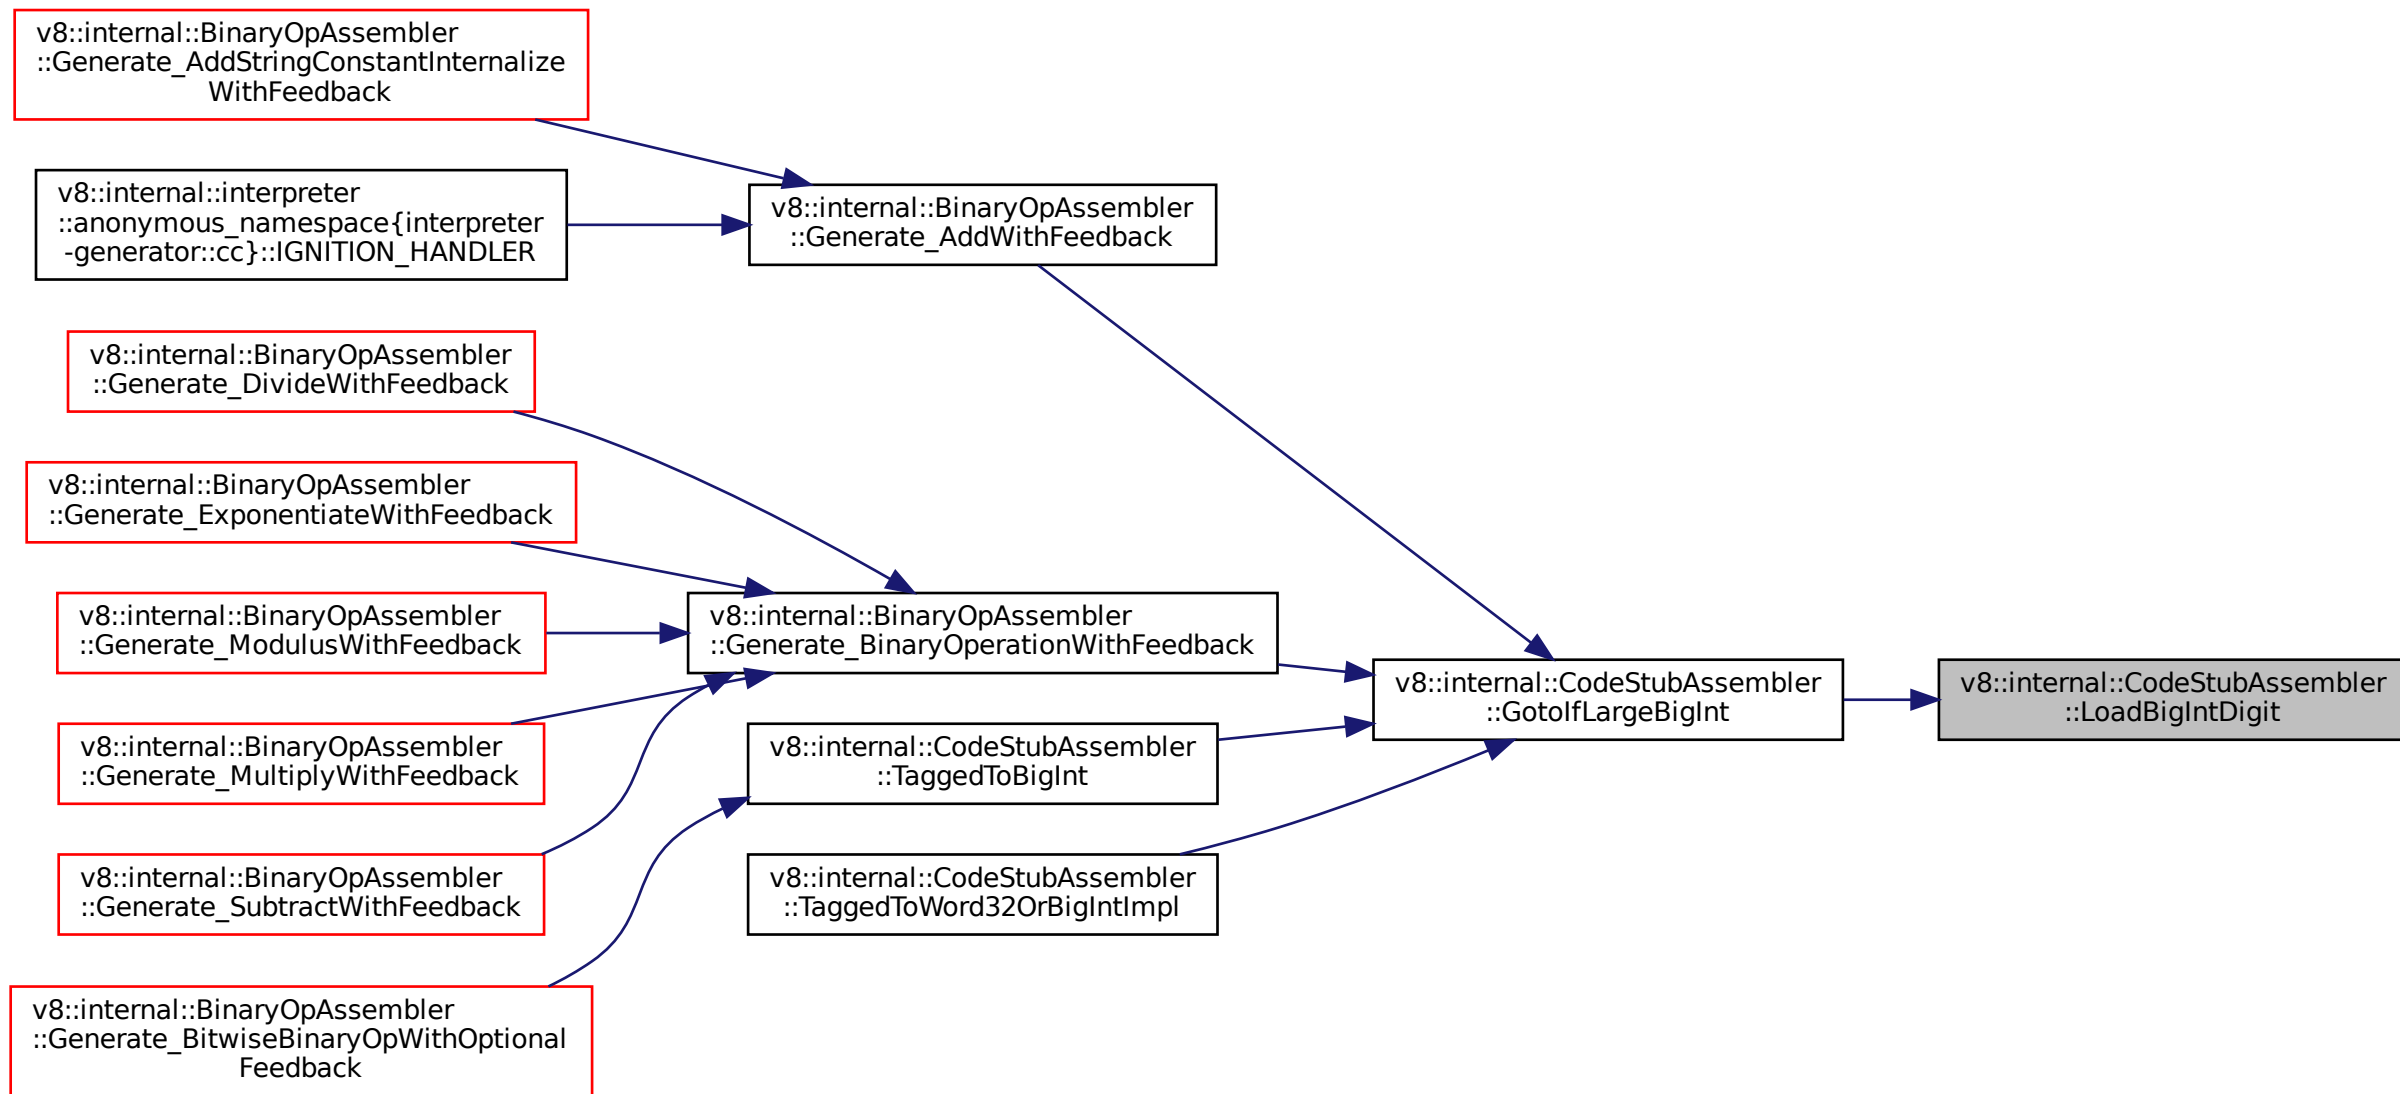 v8::internal::BinaryOpAssembler
::Generate_AddStringConstantInternalize
WithFeedback
v8::internal::interpreter
::anonymous_namespace{interpreter
-generator::cc}::IGNITION_HANDLER
v8::internal::BinaryOpAssembler
::Generate_AddWithFeedback
v8::internal::BinaryOpAssembler
::Generate_DivideWithFeedback
v8::internal::BinaryOpAssembler
::Generate_ExponentiateWithFeedback
v8::internal::BinaryOpAssembler
::Generate_ModulusWithFeedback
v8::internal::BinaryOpAssembler
::Generate_BinaryOperationWithFeedback
v8::internal::CodeStubAssembler
::GotoIfLargeBigInt
v8::internal::CodeStubAssembler
::LoadBigIntDigit
v8::internal::BinaryOpAssembler
::Generate_MultiplyWithFeedback
v8::internal::CodeStubAssembler
::TaggedToBigInt
v8::internal::BinaryOpAssembler
::Generate_SubtractWithFeedback
v8::internal::CodeStubAssembler
::TaggedToWord32OrBigIntImpl
v8::internal::BinaryOpAssembler
::Generate_BitwiseBinaryOpWithOptional
Feedback